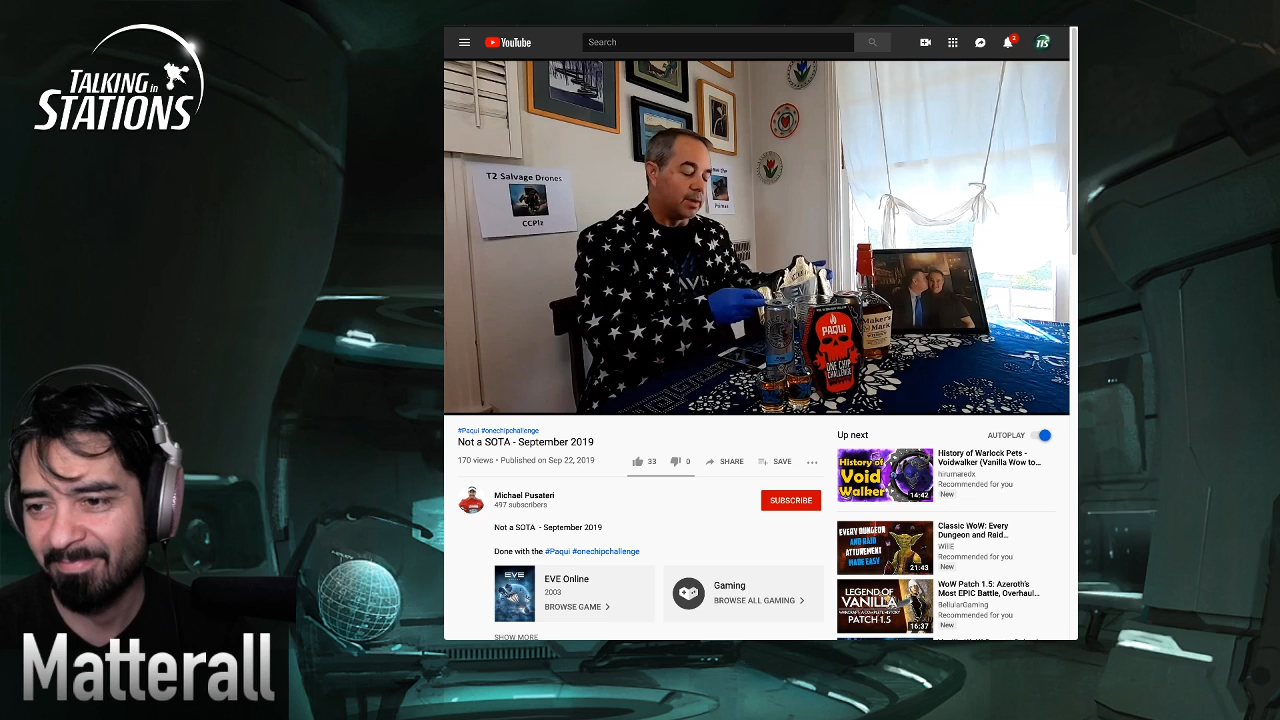 TALKING in
STATIONS
YouTube
Search
2
TIS
T2 Salvage Drones
CCPlz
PAQUI
ONE CHIP
CHALLENGE
Maker's
Mark
#Paqui #onechipchallenge
Not a SOTA - September 2019
170 views • Published on Sep 22, 2019
33
0
SHARE
SAVE
Michael Pusateri
497 subscribers
SUBSCRIBE
Not a SOTA - September 2019
Done with the #Paqui #onechipchallenge
EVE
EVE Online
2003
BROWSE GAME
Gaming
BROWSE ALL GAMING
SHOW MORE
Up next
AUTOPLAY
History of
Void
Walker
14:42
History of Warlock Pets -
Voidwalker (Vanilla Wow to...
hirumaredx
Recommended for you
New
EVERY DUNGEON
AND RAID
ATTUNEMENT
MADE EASY
21:43
Classic WoW: Every
Dungeon and Raid...
WillE
Recommended for you
New
LEGEND OF
VANILLA
PATCH 1.5
16:37
WoW Patch 1.5: Azeroth's
Most EPIC Battle, Overhaul...
BellularGaming
Recommended for you
New
Matterall